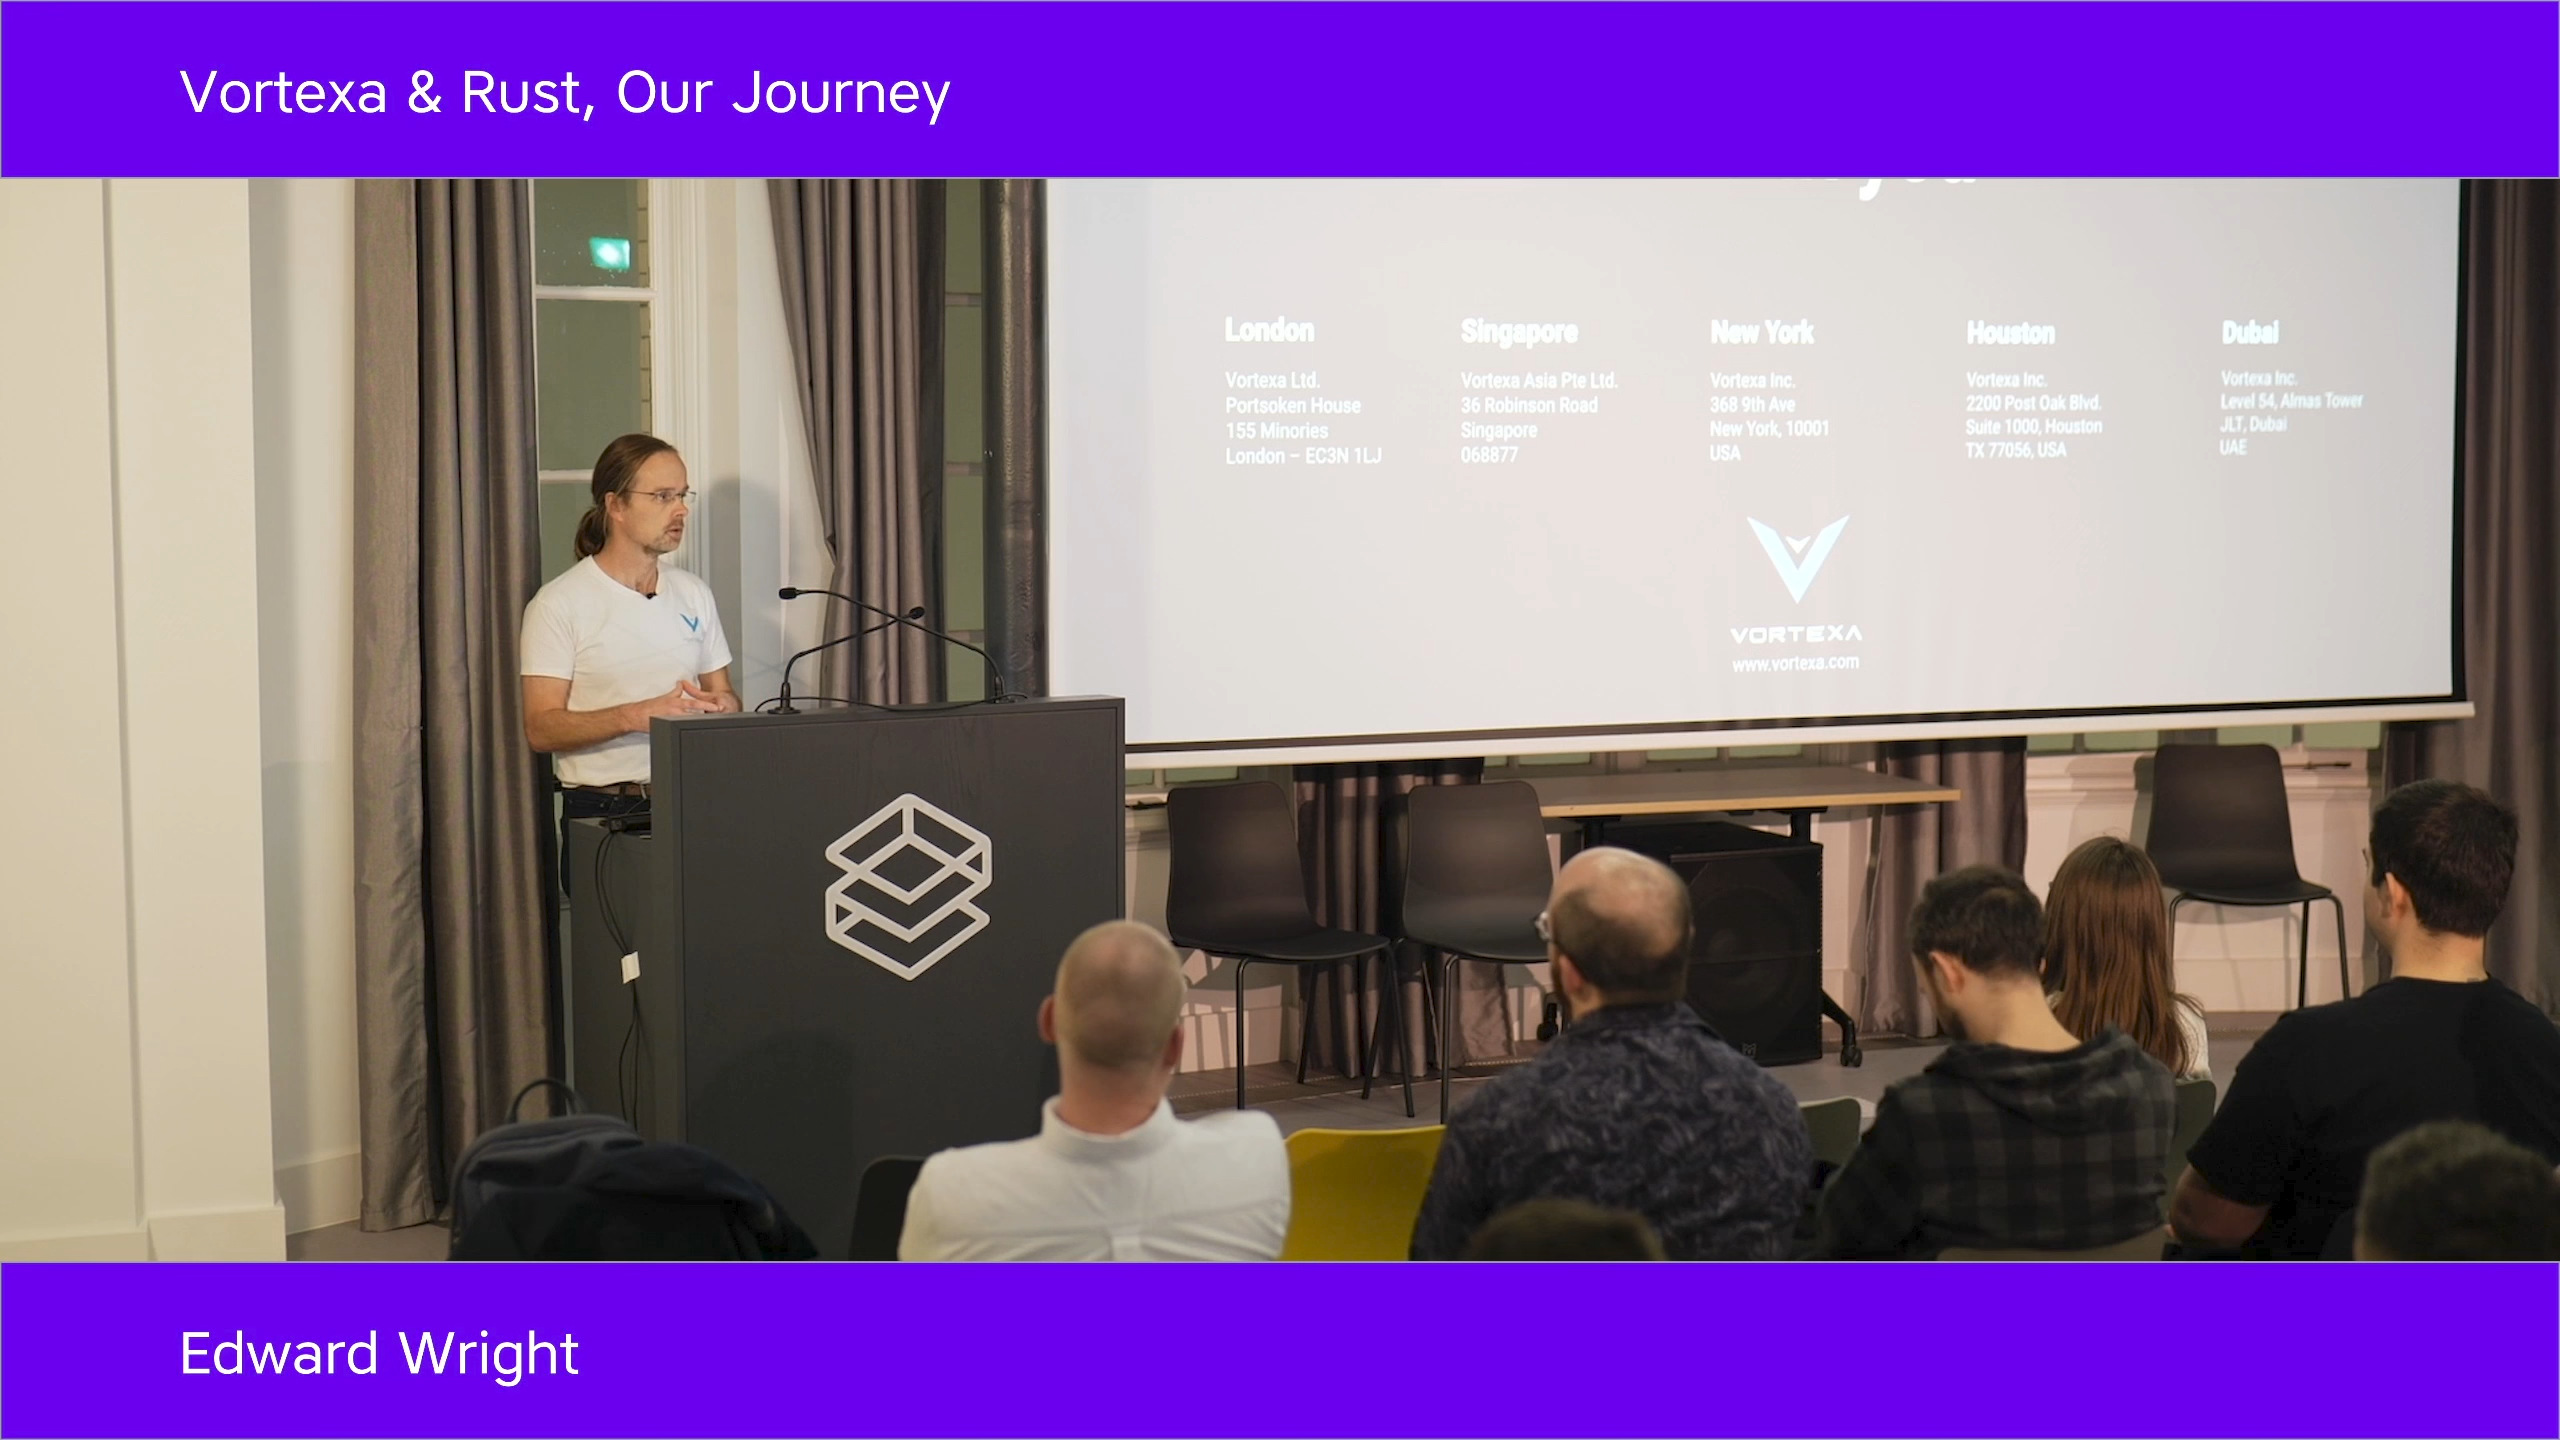 Vortexa & Rust, Our Journey
London
Vortexa Ltd.
Portsoken House
155 Minories
London – EC3N 1LJ
Singapore
Vortexa Asia Pte Ltd.
36 Robinson Road
Singapore
068877
New York
Vortexa Inc.
368 9th Ave
New York, 10001
USA
Houston
Vortexa Inc.
2200 Post Oak Blvd.
Suite 1000, Houston
TX 77056, USA
Dubai
Vortexa Inc.
Level 54, Almas Tower
JLT, Dubai
UAE
VORTEXA
www.vortexa.com
Edward Wright